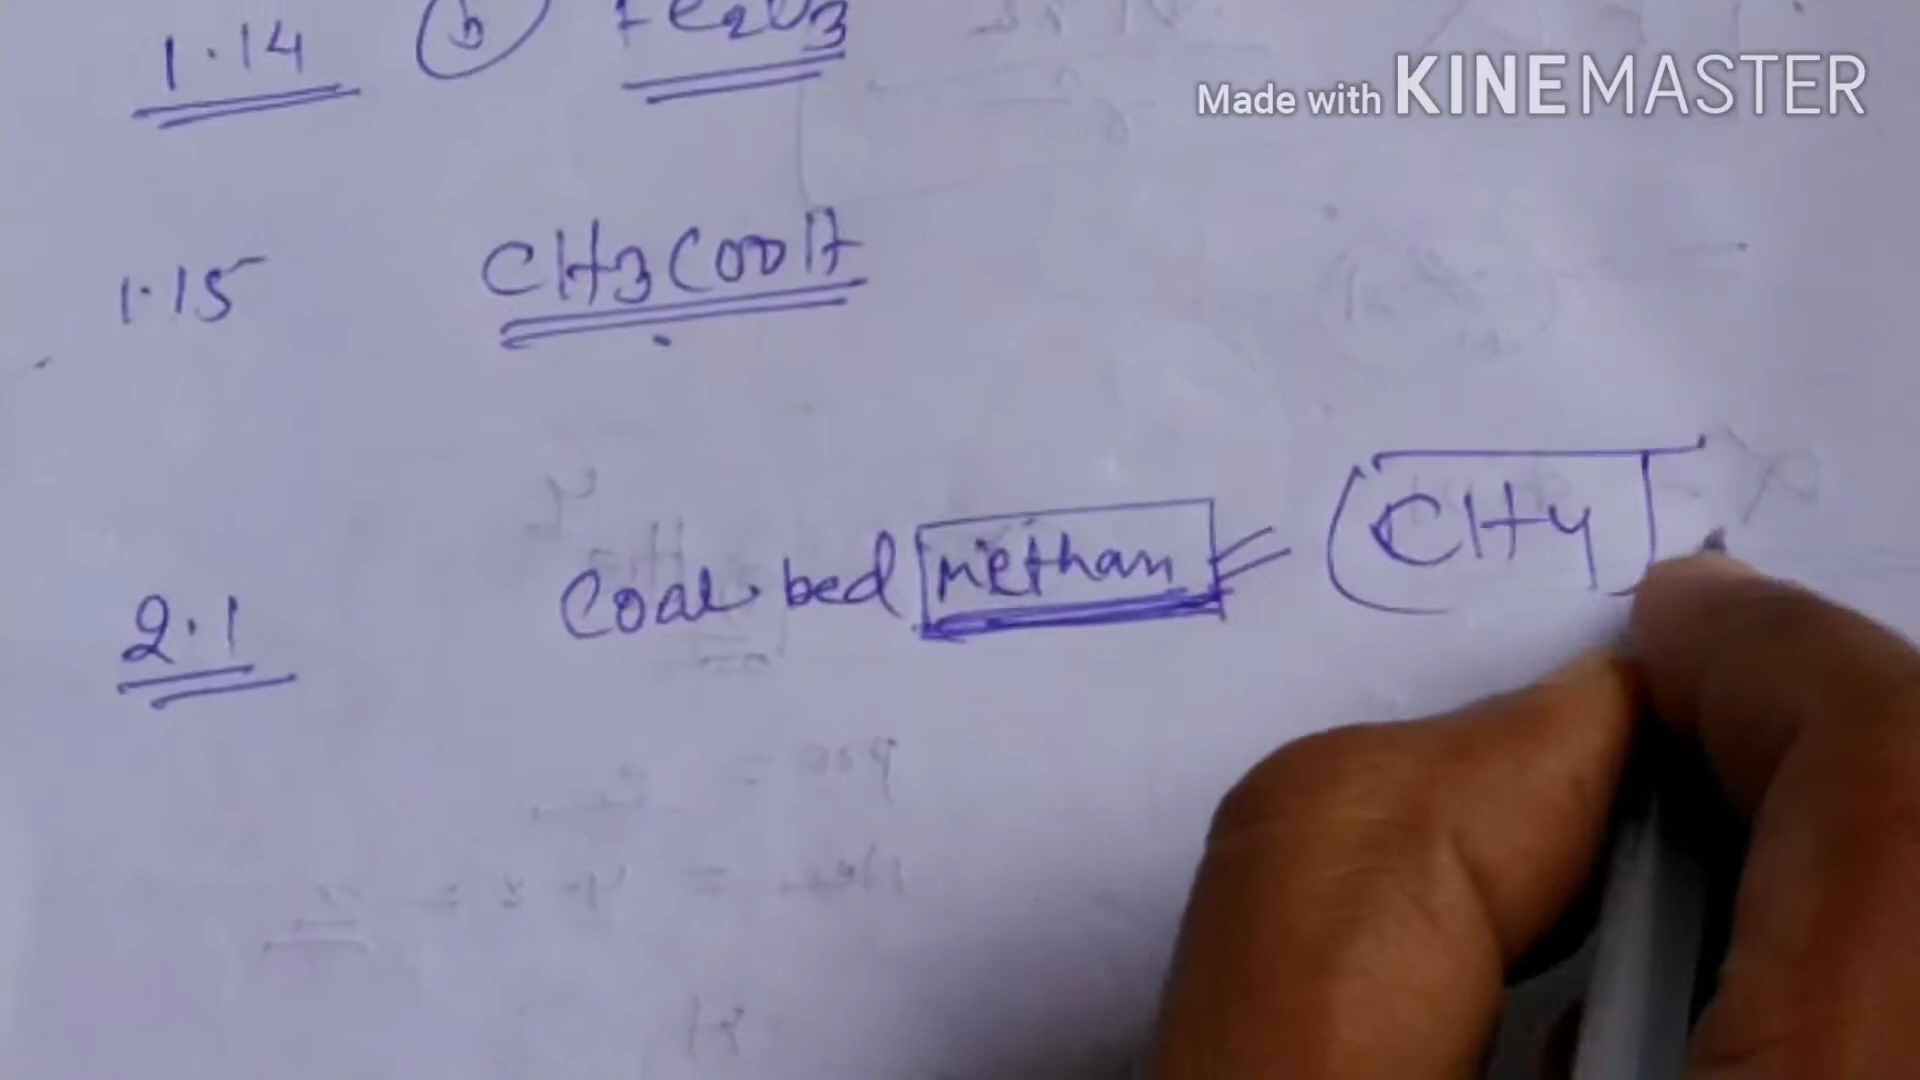 1.14 (b) Fe2O3
Made with KINEMASTER
1.15 CH3COOH
2.1 Coal bed methan = CH4